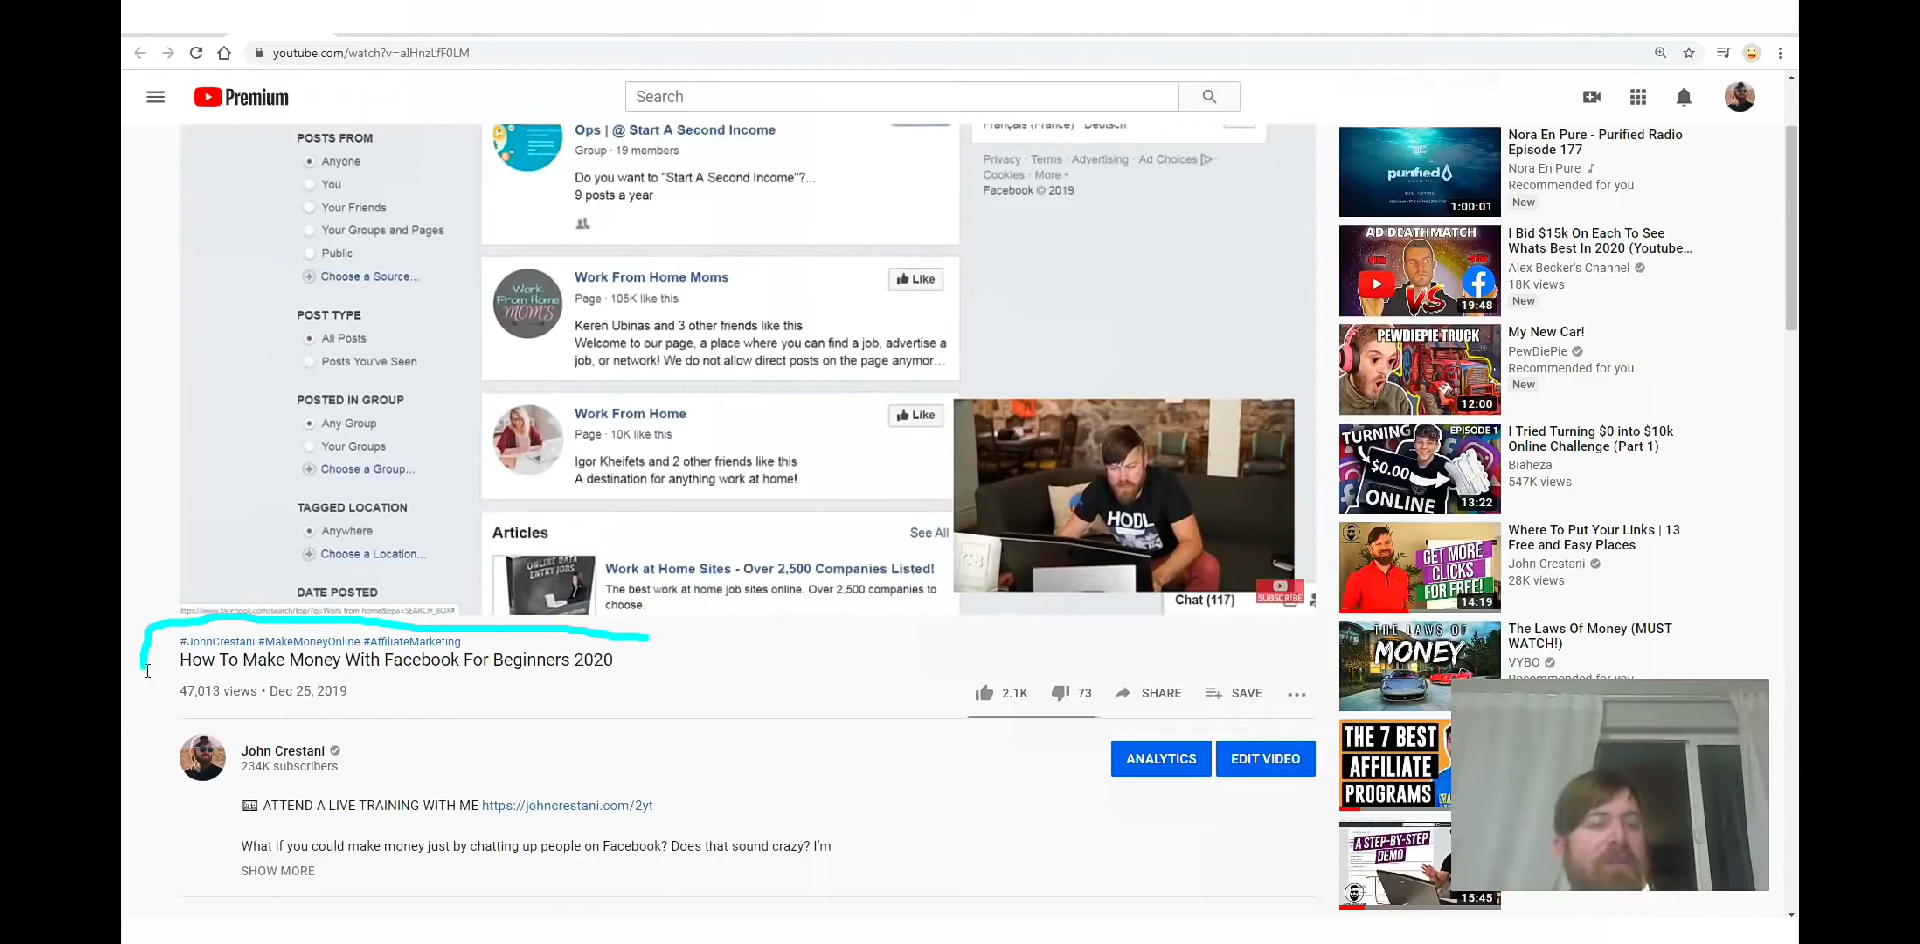 youtube.com/watch?v=aIHnzLfF0LM
Premium
Search
POSTS FROM
Anyone
You
Your Friends
Your Groups and Pages
Public
Choose a Source...
POST TYPE
All Posts
Posts You've Seen
POSTED IN GROUP
Any Group
Your Groups
Choose a Group...
TAGGED LOCATION
Anywhere
Choose a Location...
DATE POSTED
Ops | @ Start A Second Income
Group · 19 members
Do you want to "Start A Second Income"?...
9 posts a year
Work From Home MOMS
Work From Home Moms
Page · 105K like this
Keren Ubinas and 3 other friends like this
Welcome to our page, a place where you can find a job, advertise a
job, or network! We do not allow direct posts on the page anymor...
Like
Work From Home
Page · 10K like this
Igor Kheifets and 2 other friends like this
A destination for anything work at home!
Like
Articles
See All
ONLINE DATA
ENTRY JOBS
Work at Home Sites - Over 2,500 Companies Listed!
The best work at home job sites online. Over 2,500 companies to
choose.
Français (France) · Deutsch
Privacy · Terms · Advertising · Ad Choices
Cookies · More
Facebook © 2019
HODL
SUBSCRIBE
Chat (117)
#JohnCrestani #MakeMoneyOnline #AffiliateMarketing
How To Make Money With Facebook For Beginners 2020
47,013 views • Dec 25, 2019
2.1K
73
SHARE
SAVE
John Crestani
234K subscribers
ANALYTICS
EDIT VIDEO
ATTEND A LIVE TRAINING WITH ME https://johncrestani.com/2yt
What if you could make money just by chatting up people on Facebook? Does that sound crazy? I'm
SHOW MORE
purified
1:00:01
Nora En Pure - Purified Radio
Episode 177
Nora En Pure
Recommended for you
New
AD DEATHMATCH
VS
19:48
I Bid $15k On Each To See
Whats Best In 2020 (Youtube...
Alex Becker's Channel
18K views
New
PEWDIEPIE TRUCK
12:00
My New Car!
PewDiePie
Recommended for you
New
TURNING
EPISODE 1
$0.00
ONLINE
13:22
I Tried Turning $0 into $10k
Online Challenge (Part 1)
Biaheza
547K views
GET MORE
CLICKS
FOR FREE!
14:19
Where To Put Your Links | 13
Free and Easy Places
John Crestani
28K views
THE LAWS OF
MONEY
The Laws Of Money (MUST
WATCH!)
VYBO
Recommended for you
THE 7 BEST
AFFILIATE
PROGRAMS
A STEP-BY-STEP
DEMO
15:45